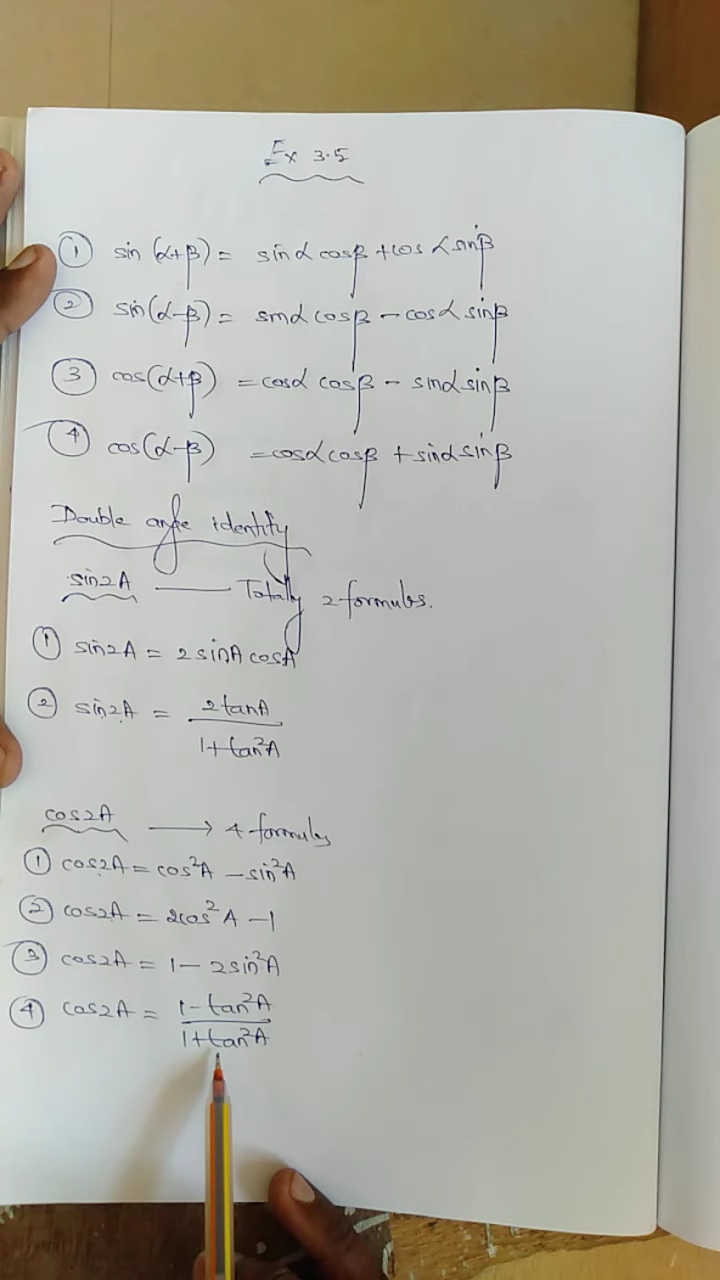 Ex 3.5
① sin (α+β) = sinα cosβ + cos α sinβ
② sin(α-β) = sinα cosβ - cosα sinβ
③ cos(α+β) = cosα cosβ - sinα sinβ
④ cos(α-β) = cosα cosβ + sinα sinβ
Double angle identity
sin2A —— Totally 2 formulas.
① sin2A = 2 sinA cosA
② sin2A = 2tanA / 1+tan²A
cos2A ⟶ 4 formulas
① cos2A = cos²A - sin²A
② cos2A = 2cos²A - 1
③ cos2A = 1 - 2sin²A
④ cos2A = 1-tan²A / 1+tan²A